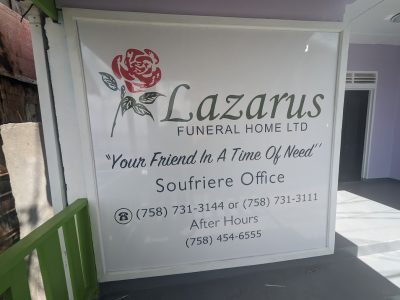 Lazarus
FUNERAL HOME LTD
"Your Friend In A Time Of Need"
Soufriere Office
(758) 731-3144 or (758) 731-3111
After Hours
(758) 454-6555